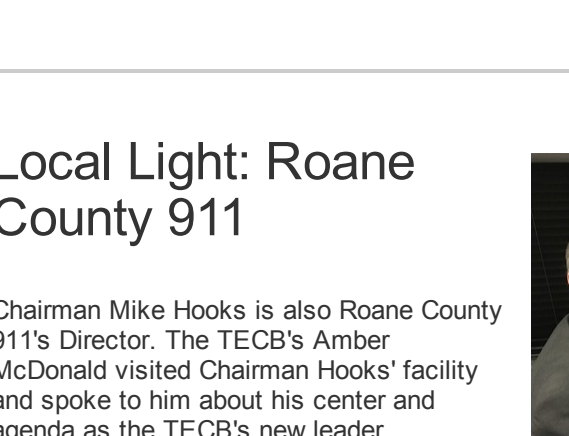 Local Light: Roane
County 911
Chairman Mike Hooks is also Roane County
911's Director. The TECB's Amber
McDonald visited Chairman Hooks' facility
and spoke to him about his center and
agenda as the TECB's new leader